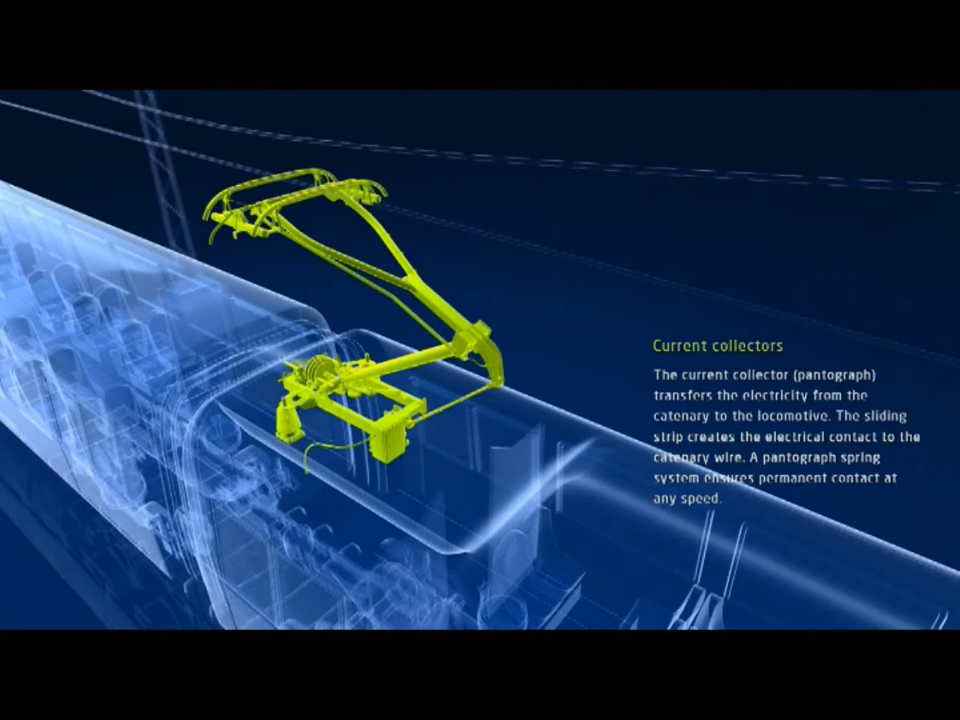 Current collectors
The current collector (pantograph)
transfers the electricity from the
catenary to the locomotive. The sliding
strip creates the electrical contact to the
catenary wire. A pantograph spring
system ensures permanent contact at
any speed.